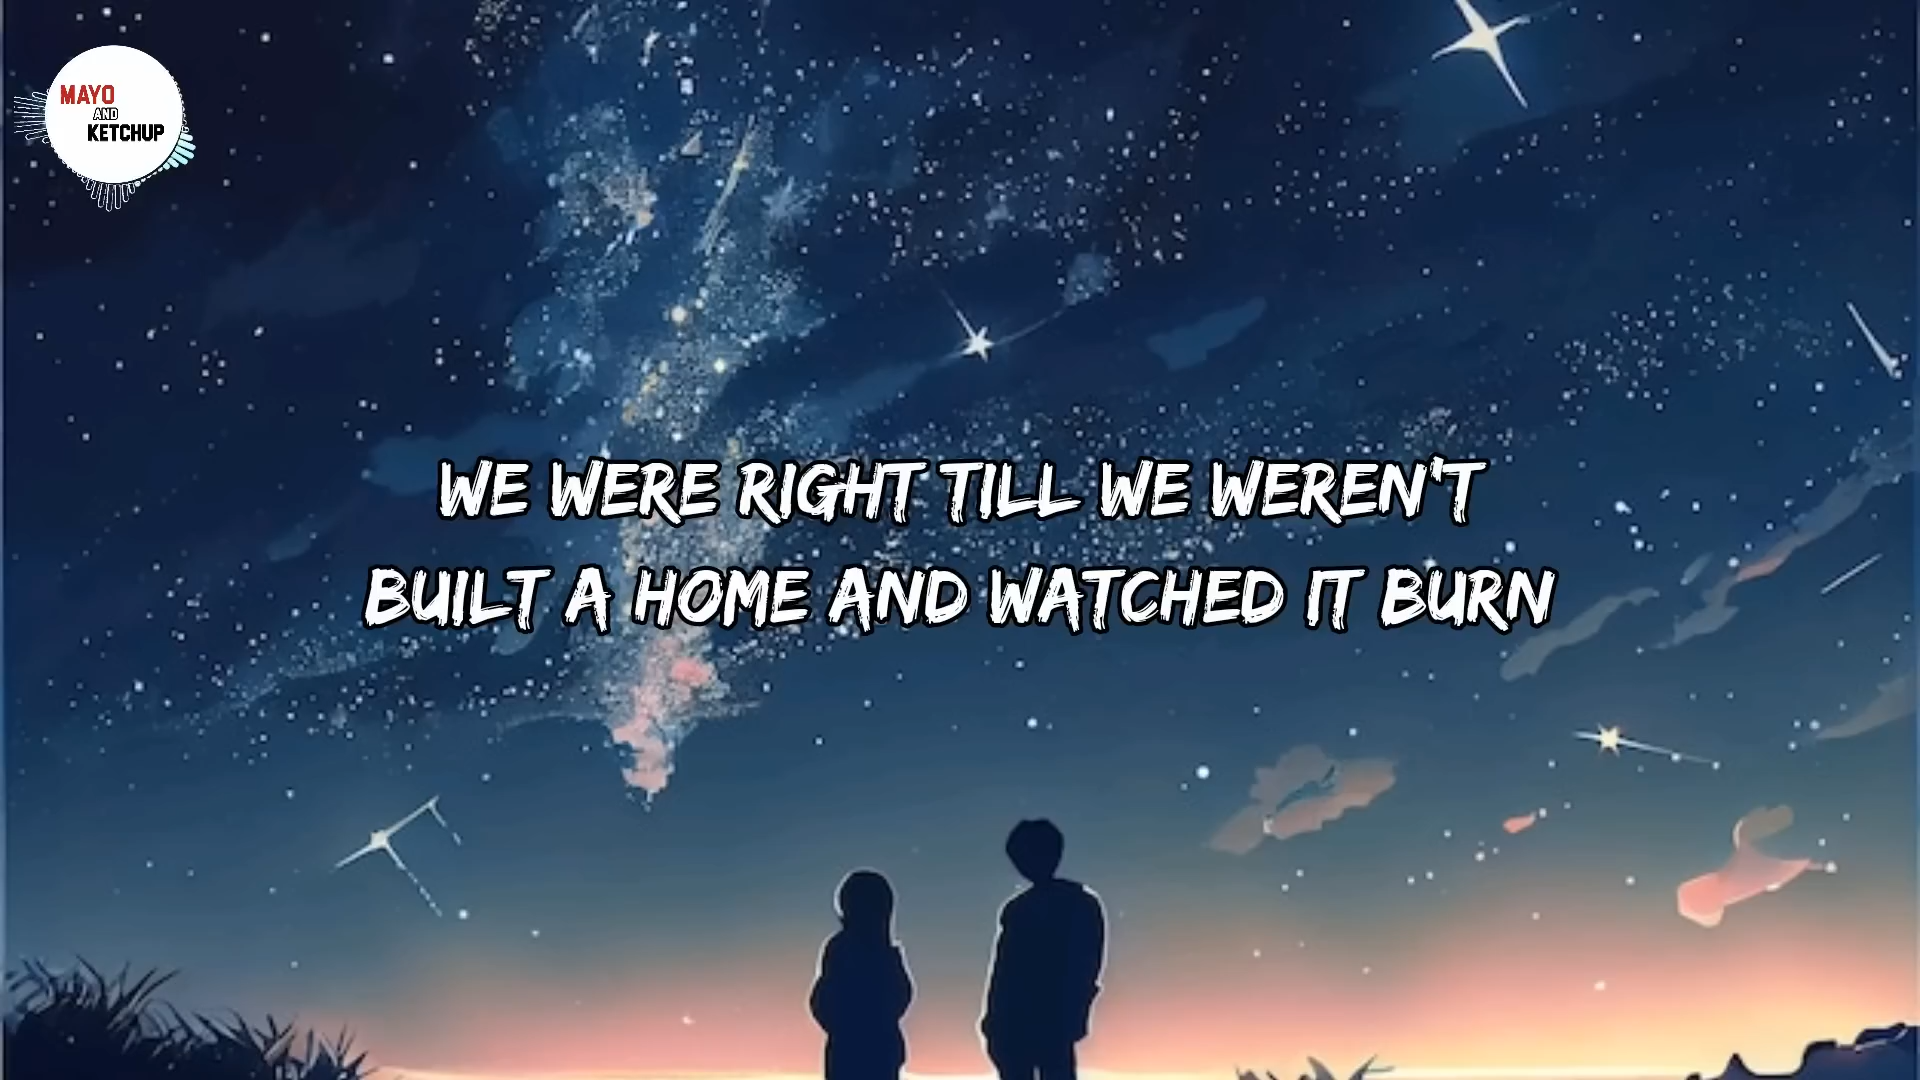 MAYO
AND
KETCHUP
WE WERE RIGHT TILL WE WEREN'T
BUILT A HOME AND WATCHED IT BURN